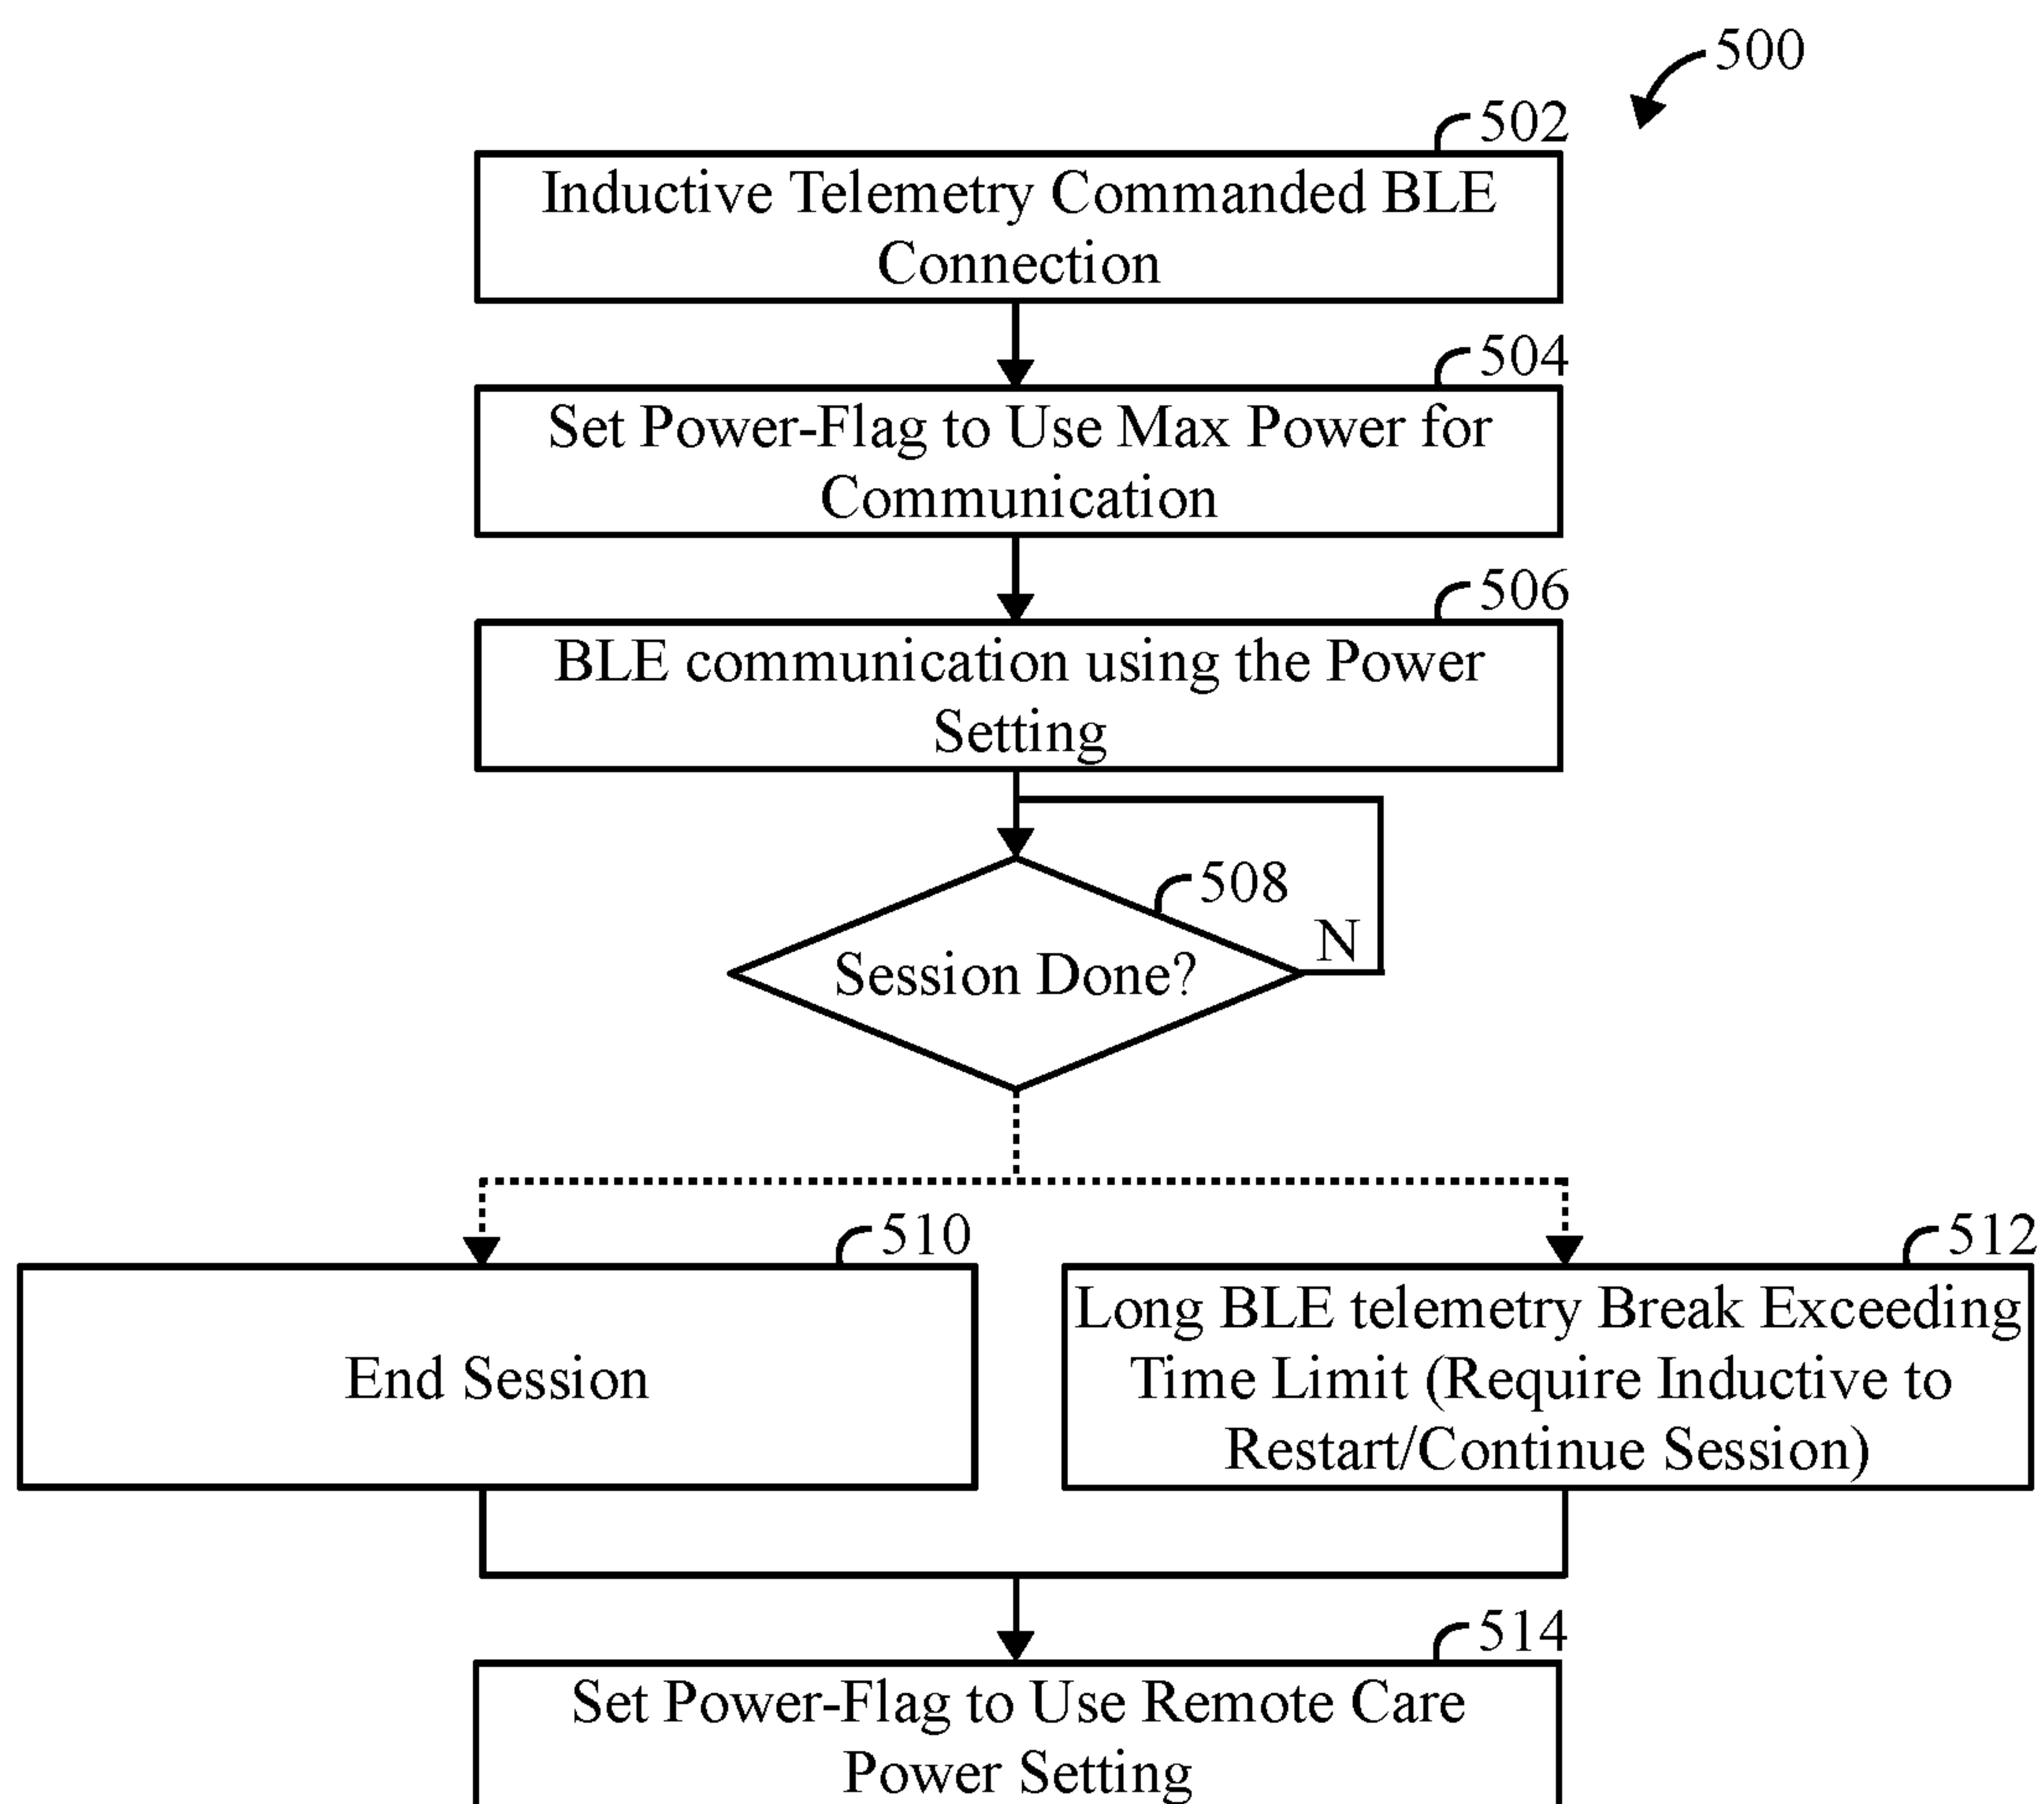 500
502
Inductive Telemetry Commanded BLE
Connection
504
Set Power-Flag to Use Max Power for
Communication
506
BLE communication using the Power
Setting
508
N
Session Done?
510
End Session
512
Long BLE telemetry Break Exceeding
Time Limit (Require Inductive to
Restart/Continue Session)
514
Set Power-Flag to Use Remote Care
Power Setting